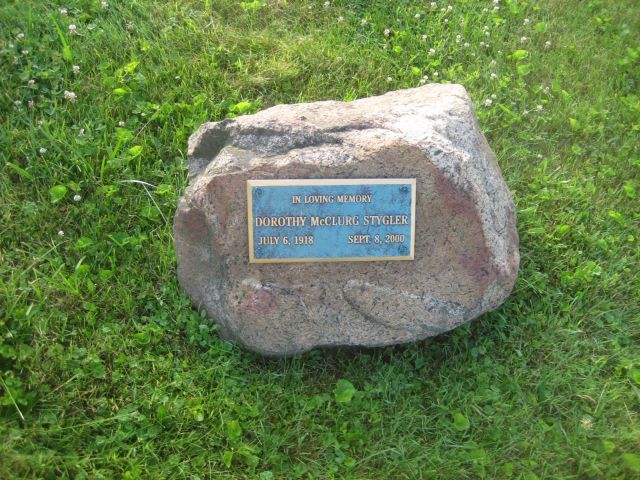 IN LOVING MEMORY
DOROTHY McCLURG STYGLER
JULY 6, 1918 SEPT. 8, 2000